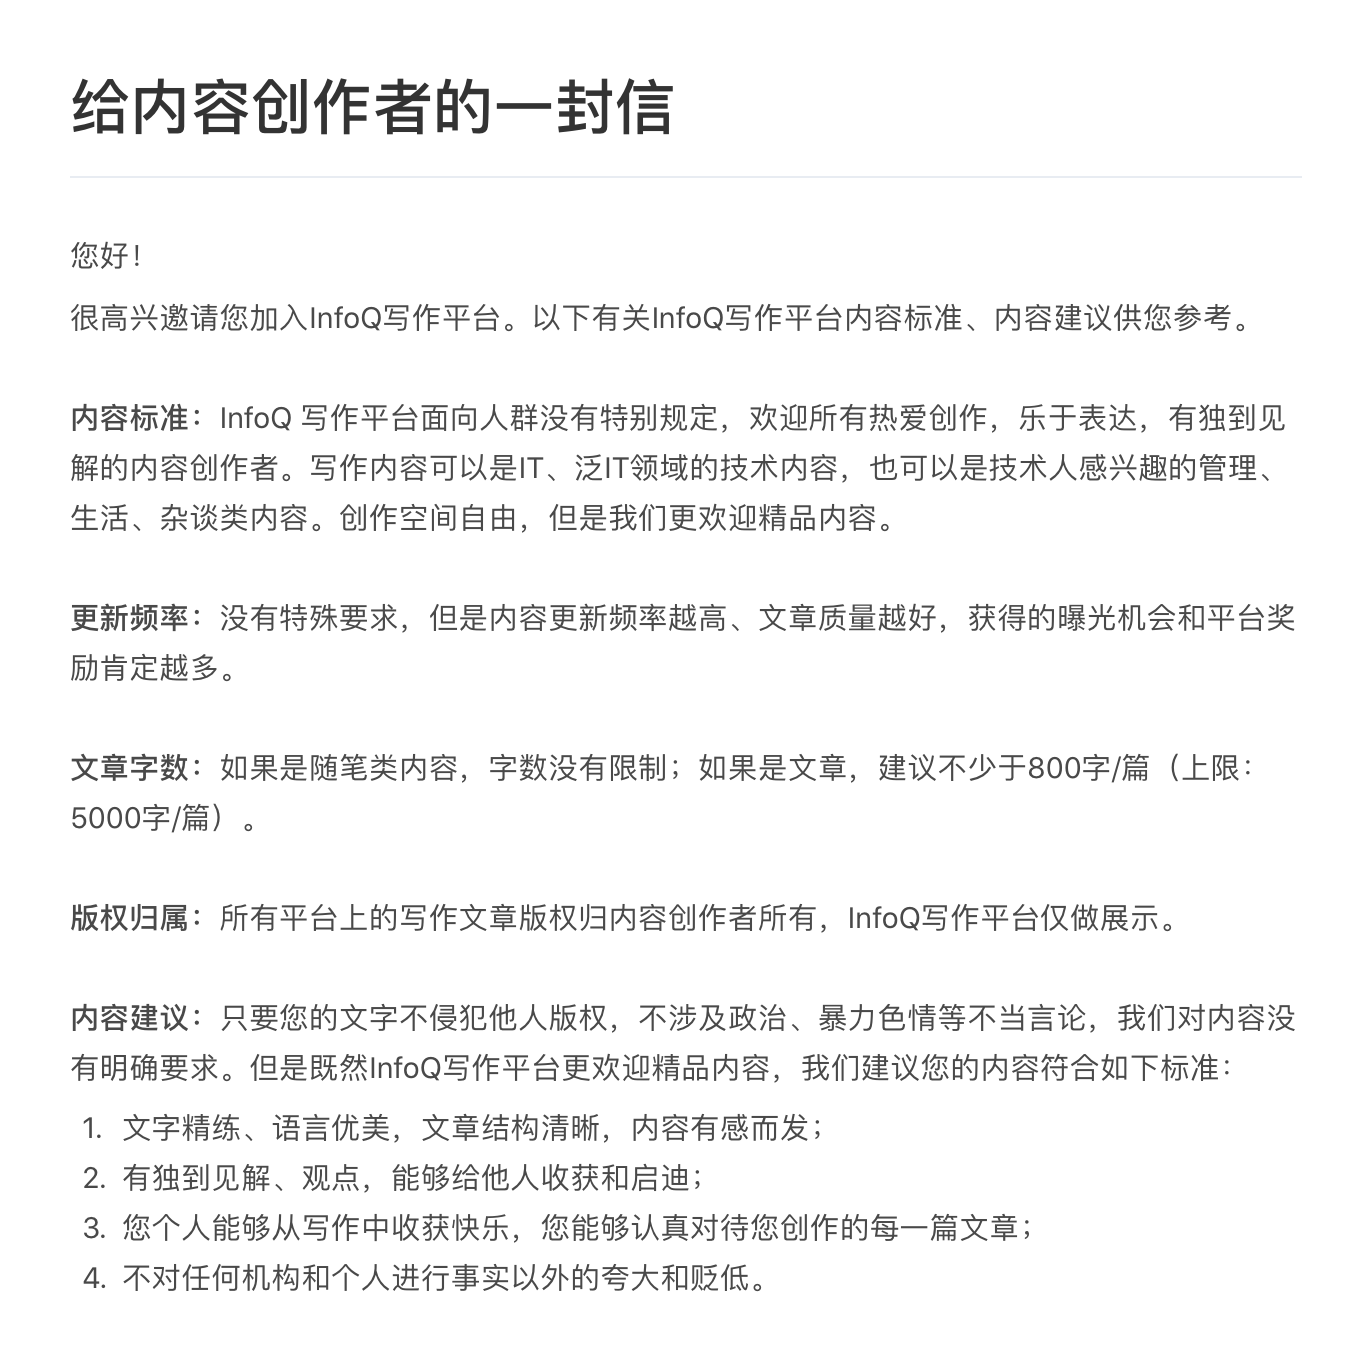 给内容创作者的一封信
您好！
很高兴邀请您加入InfoQ写作平台。以下有关InfoQ写作平台内容标准、内容建议供您参考。
内容标准：InfoQ 写作平台面向人群没有特别规定，欢迎所有热爱创作，乐于表达，有独到见
解的内容创作者。写作内容可以是IT、泛IT领域的技术内容，也可以是技术人感兴趣的管理、
生活、杂谈类内容。创作空间自由，但是我们更欢迎精品内容。
更新频率：没有特殊要求，但是内容更新频率越高、文章质量越好，获得的曝光机会和平台奖
励肯定越多。
文章字数：如果是随笔类内容，字数没有限制；如果是文章，建议不少于800字/篇（上限：
5000字/篇）。
版权归属：所有平台上的写作文章版权归内容创作者所有，InfoQ写作平台仅做展示。
内容建议：只要您的文字不侵犯他人版权，不涉及政治、暴力色情等不当言论，我们对内容没
有明确要求。但是既然InfoQ写作平台更欢迎精品内容，我们建议您的内容符合如下标准：
1. 文字精练、语言优美，文章结构清晰，内容有感而发；
2. 有独到见解、观点，能够给他人收获和启迪；
3. 您个人能够从写作中收获快乐，您能够认真对待您创作的每一篇文章；
4. 不对任何机构和个人进行事实以外的夸大和贬低。